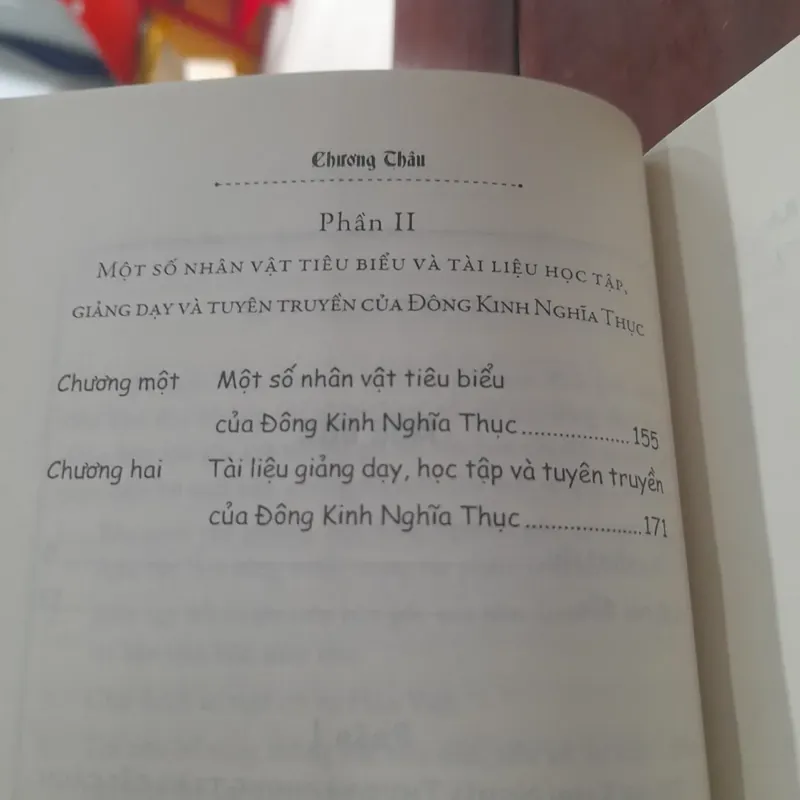 Chương Thâu
Phần II
MỘT SỐ NHÂN VẬT TIÊU BIỂU VÀ TÀI LIỆU HỌC TẬP,
GIẢNG DẠY VÀ TUYÊN TRUYỀN CỦA ĐÔNG KINH NGHĨA THỤC
Chương một Một số nhân vật tiêu biểu
của Đông Kinh Nghĩa Thục....................155
Chương hai Tài liệu giảng dạy, học tập và tuyên truyền
của Đông Kinh Nghĩa Thục.....................171